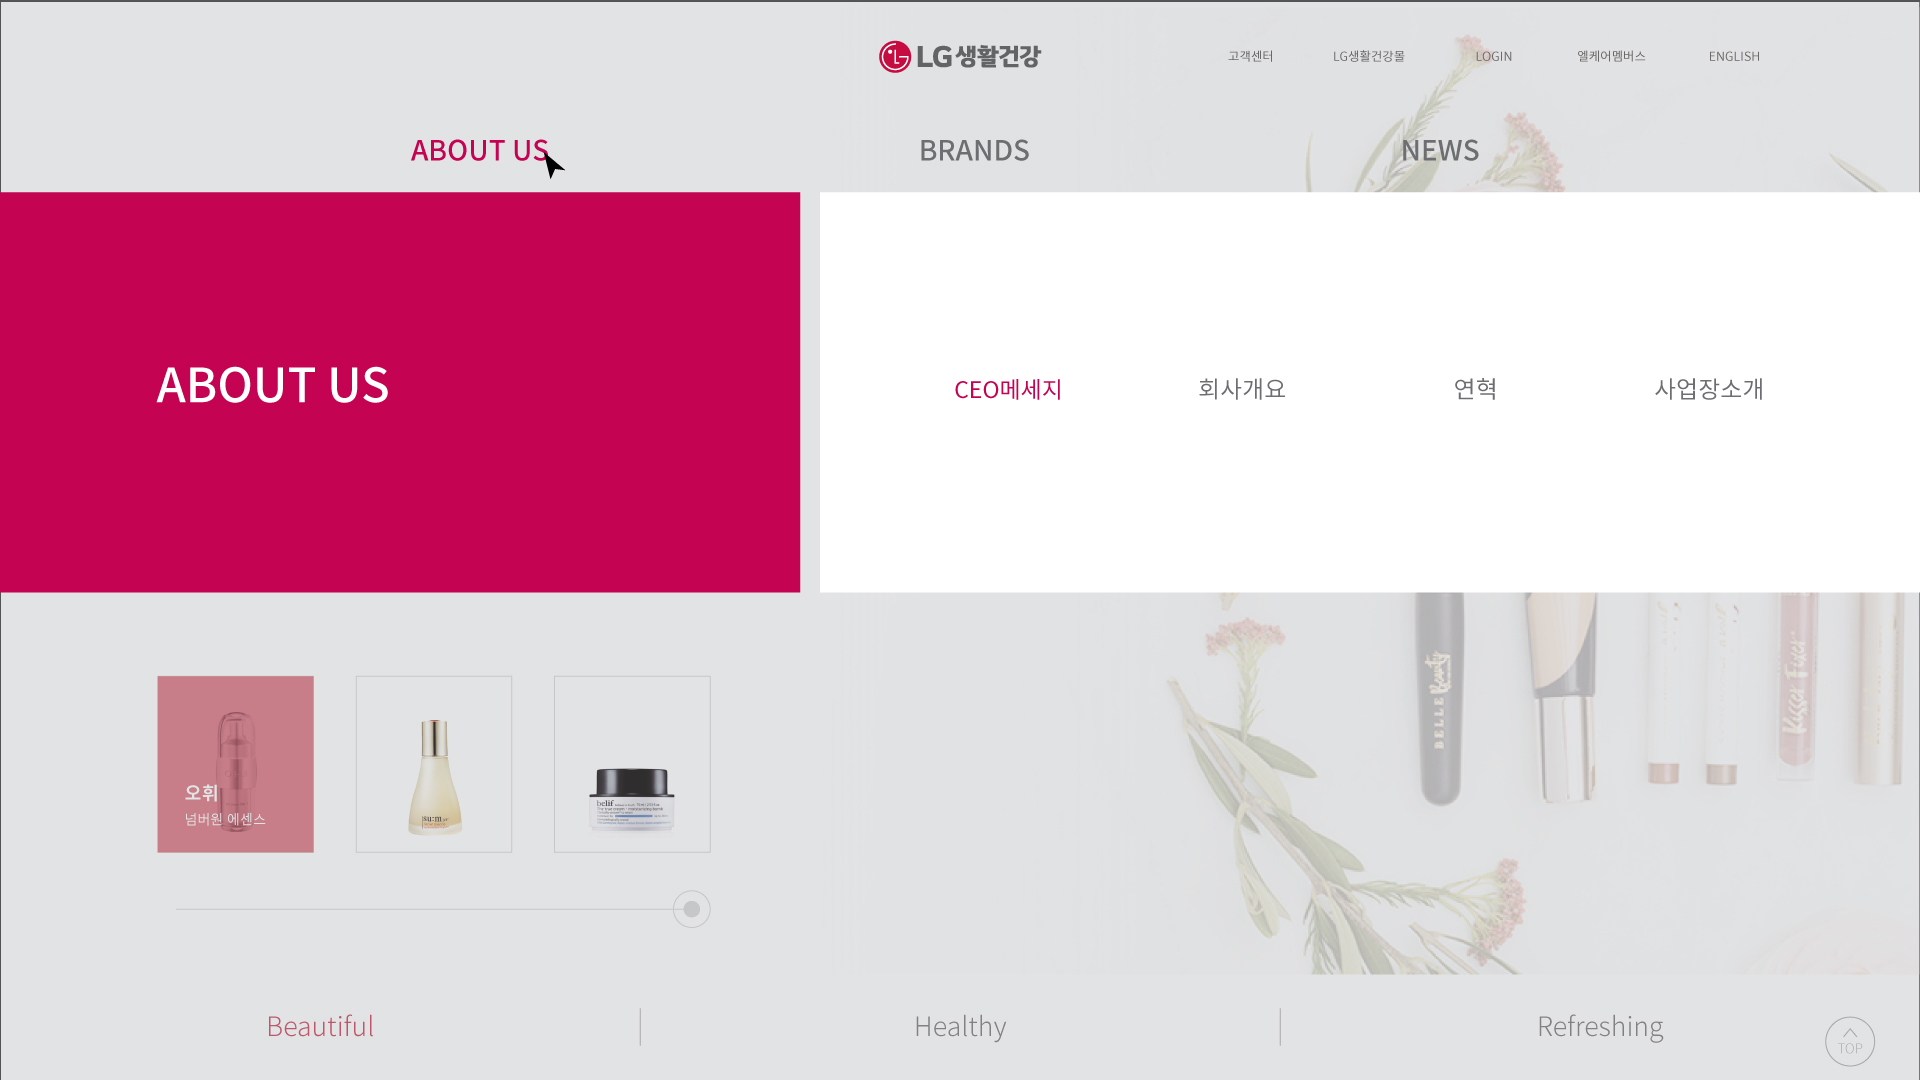 LG생활건강
고객센터 LG생활건강몰 LOGIN 엘케어멤버스 ENGLISH
ABOUT US BRANDS NEWS
ABOUT US
CEO메세지 회사개요 연혁 사업장소개
BELLE Beauty
Kisses Fixer
오휘
넘버원 에센스
su:m
belif
Beautiful Healthy Refreshing
TOP